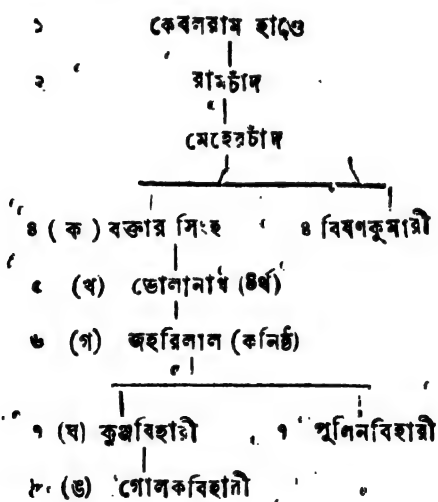 ১ কেবলরাম হাণ্ডে
২ রামচাঁদ
মেহেরচাঁদ
৪ ( ক ) বক্তার সিংহ ৪ বিষণকুমারী
৫ (খ) ভোলানাথ (৪র্থ)
৬ (গ) জহরিলাল (কনিষ্ঠ)
৭ (ঘ) কুঞ্জবিহারী ৭ পুলিনবিহারী
৮ (ঙ) গোলকবিহারী